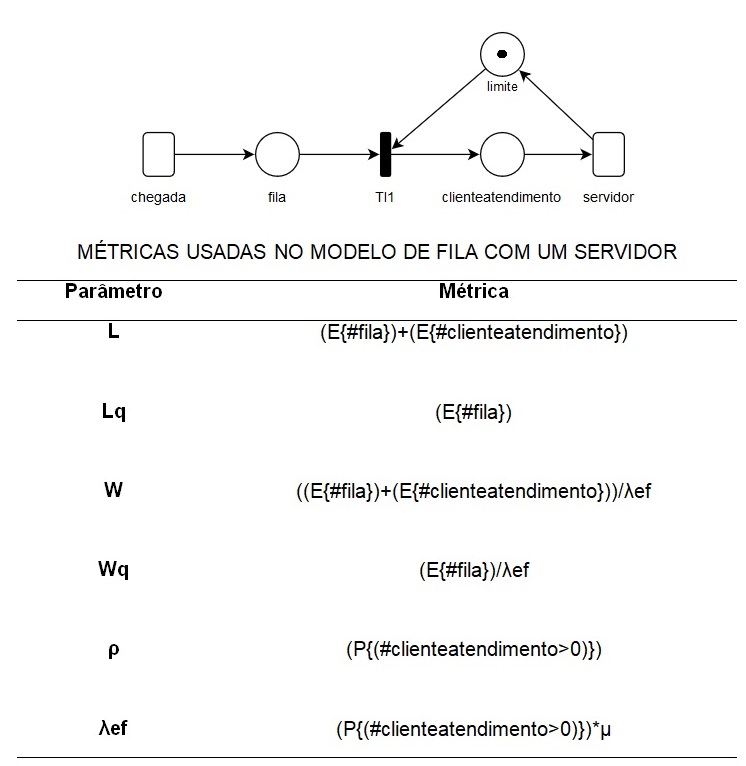 limite
chegada fila TI1 clienteatendimento servidor
MÉTRICAS USADAS NO MODELO DE FILA COM UM SERVIDOR
Parâmetro Métrica
L (E{#fila})+(E{#clienteatendimento})
Lq (E{#fila})
W ((E{#fila})+(E{#clienteatendimento}))/λef
Wq (E{#fila})/λef
ρ (P{(#clienteatendimento>0)})
λef (P{(#clienteatendimento>0)})*μ